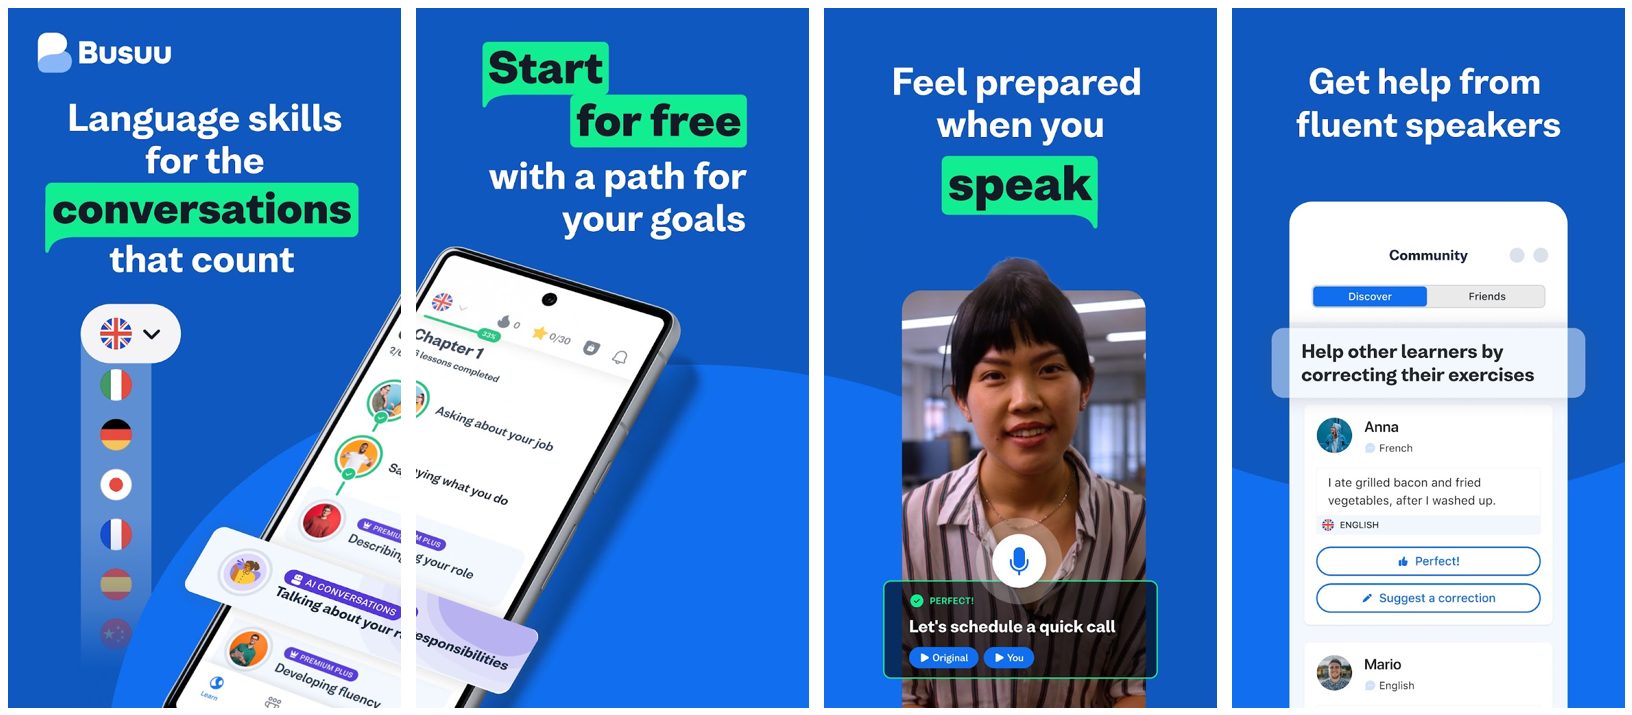 Busuu
Language skills
for the
conversations
that count
33%
0
0/30
Chapter 1
6 lessons completed
Asking about your job
Saying what you do
PREMIUM PLUS
Describing your role
AI CONVERSATIONS
Talking about your responsibilities
PREMIUM PLUS
Developing fluency
Learn
Start
for free
with a path for
your goals
Feel prepared
when you
speak
PERFECT!
Let's schedule a quick call
Original
You
Get help from
fluent speakers
Community
Discover
Friends
Help other learners by
correcting their exercises
Anna
French
I ate grilled bacon and fried
vegetables, after I washed up.
ENGLISH
Perfect!
Suggest a correction
Mario
English